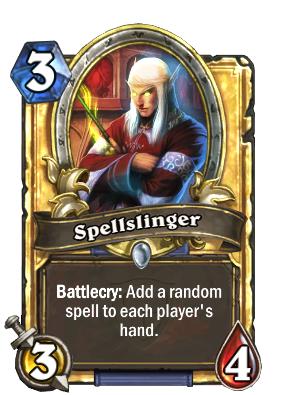 3
Spellslinger
Battlecry: Add a random
spell to each player's
hand.
3
4